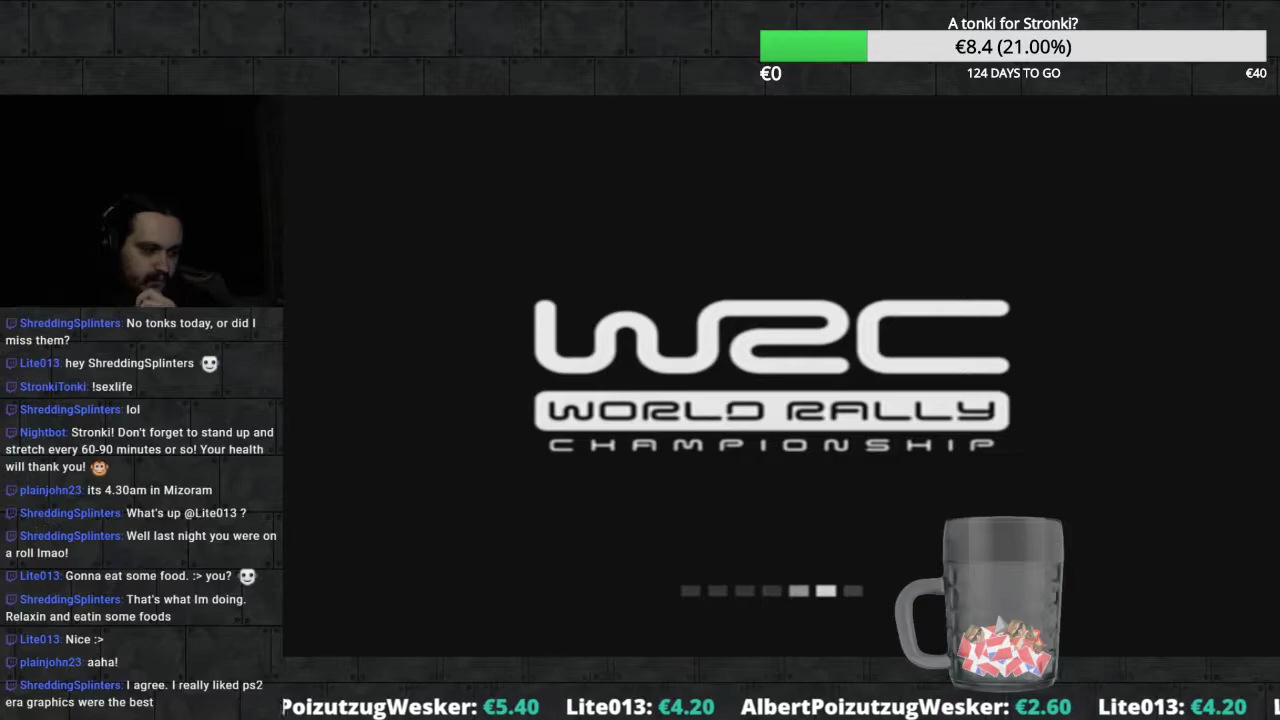 A tonki for Stronki?
€8.4 (21.00%)
€0
124 DAYS TO GO
€40
WRC
WORLD RALLY
CHAMPIONSHIP
ShreddingSplinters: No tonks today, or did I
miss them?
Lite013: hey ShreddingSplinters
StronkiTonki: !sexlife
ShreddingSplinters: lol
Nightbot: Stronki! Don't forget to stand up and
stretch every 60-90 minutes or so! Your health
will thank you!
plainjohn23: its 4.30am in Mizoram
ShreddingSplinters: What's up @Lite013 ?
ShreddingSplinters: Well last night you were on
a roll lmao!
Lite013: Gonna eat some food. :> you?
ShreddingSplinters: That's what Im doing.
Relaxin and eatin some foods
Lite013: Nice :>
plainjohn23: aaha!
ShreddingSplinters: I agree. I really liked ps2
era graphics were the best
PoizutzugWesker: €5.40 Lite013: €4.20 AlbertPoizutzugWesker: €2.60 Lite013: €4.20